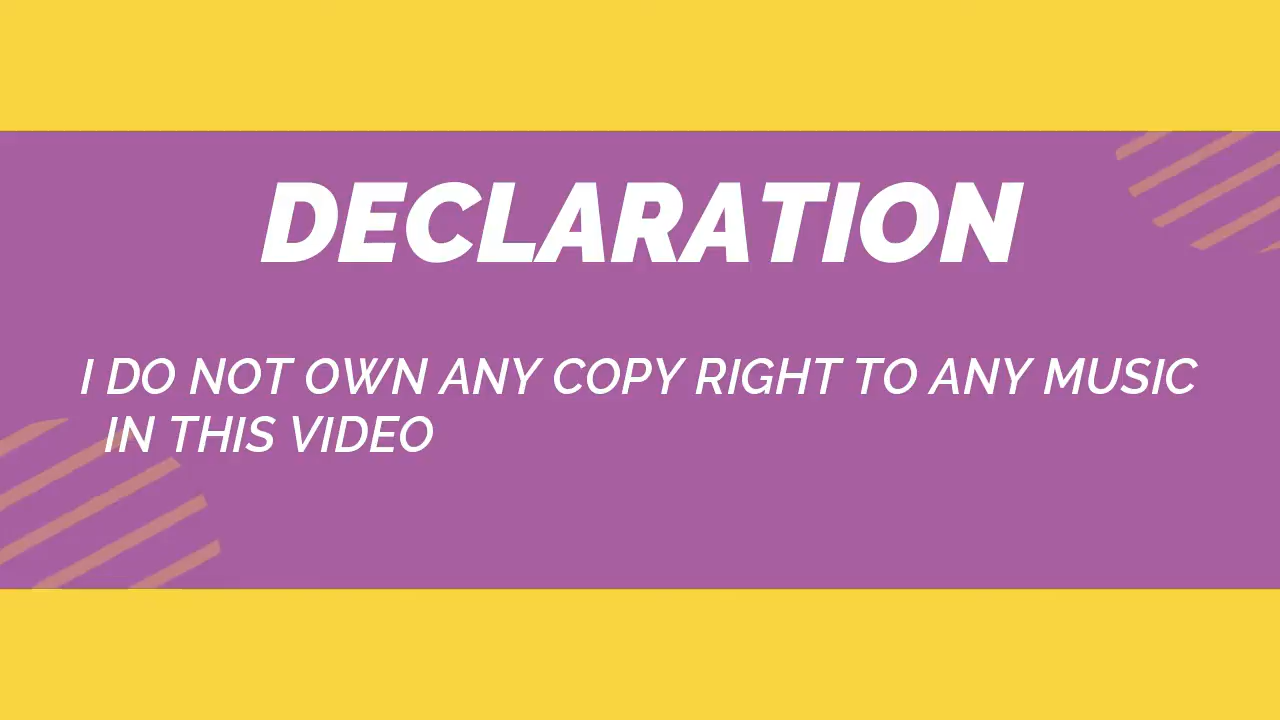 DECLARATION
I DO NOT OWN ANY COPY RIGHT TO ANY MUSIC
IN THIS VIDEO